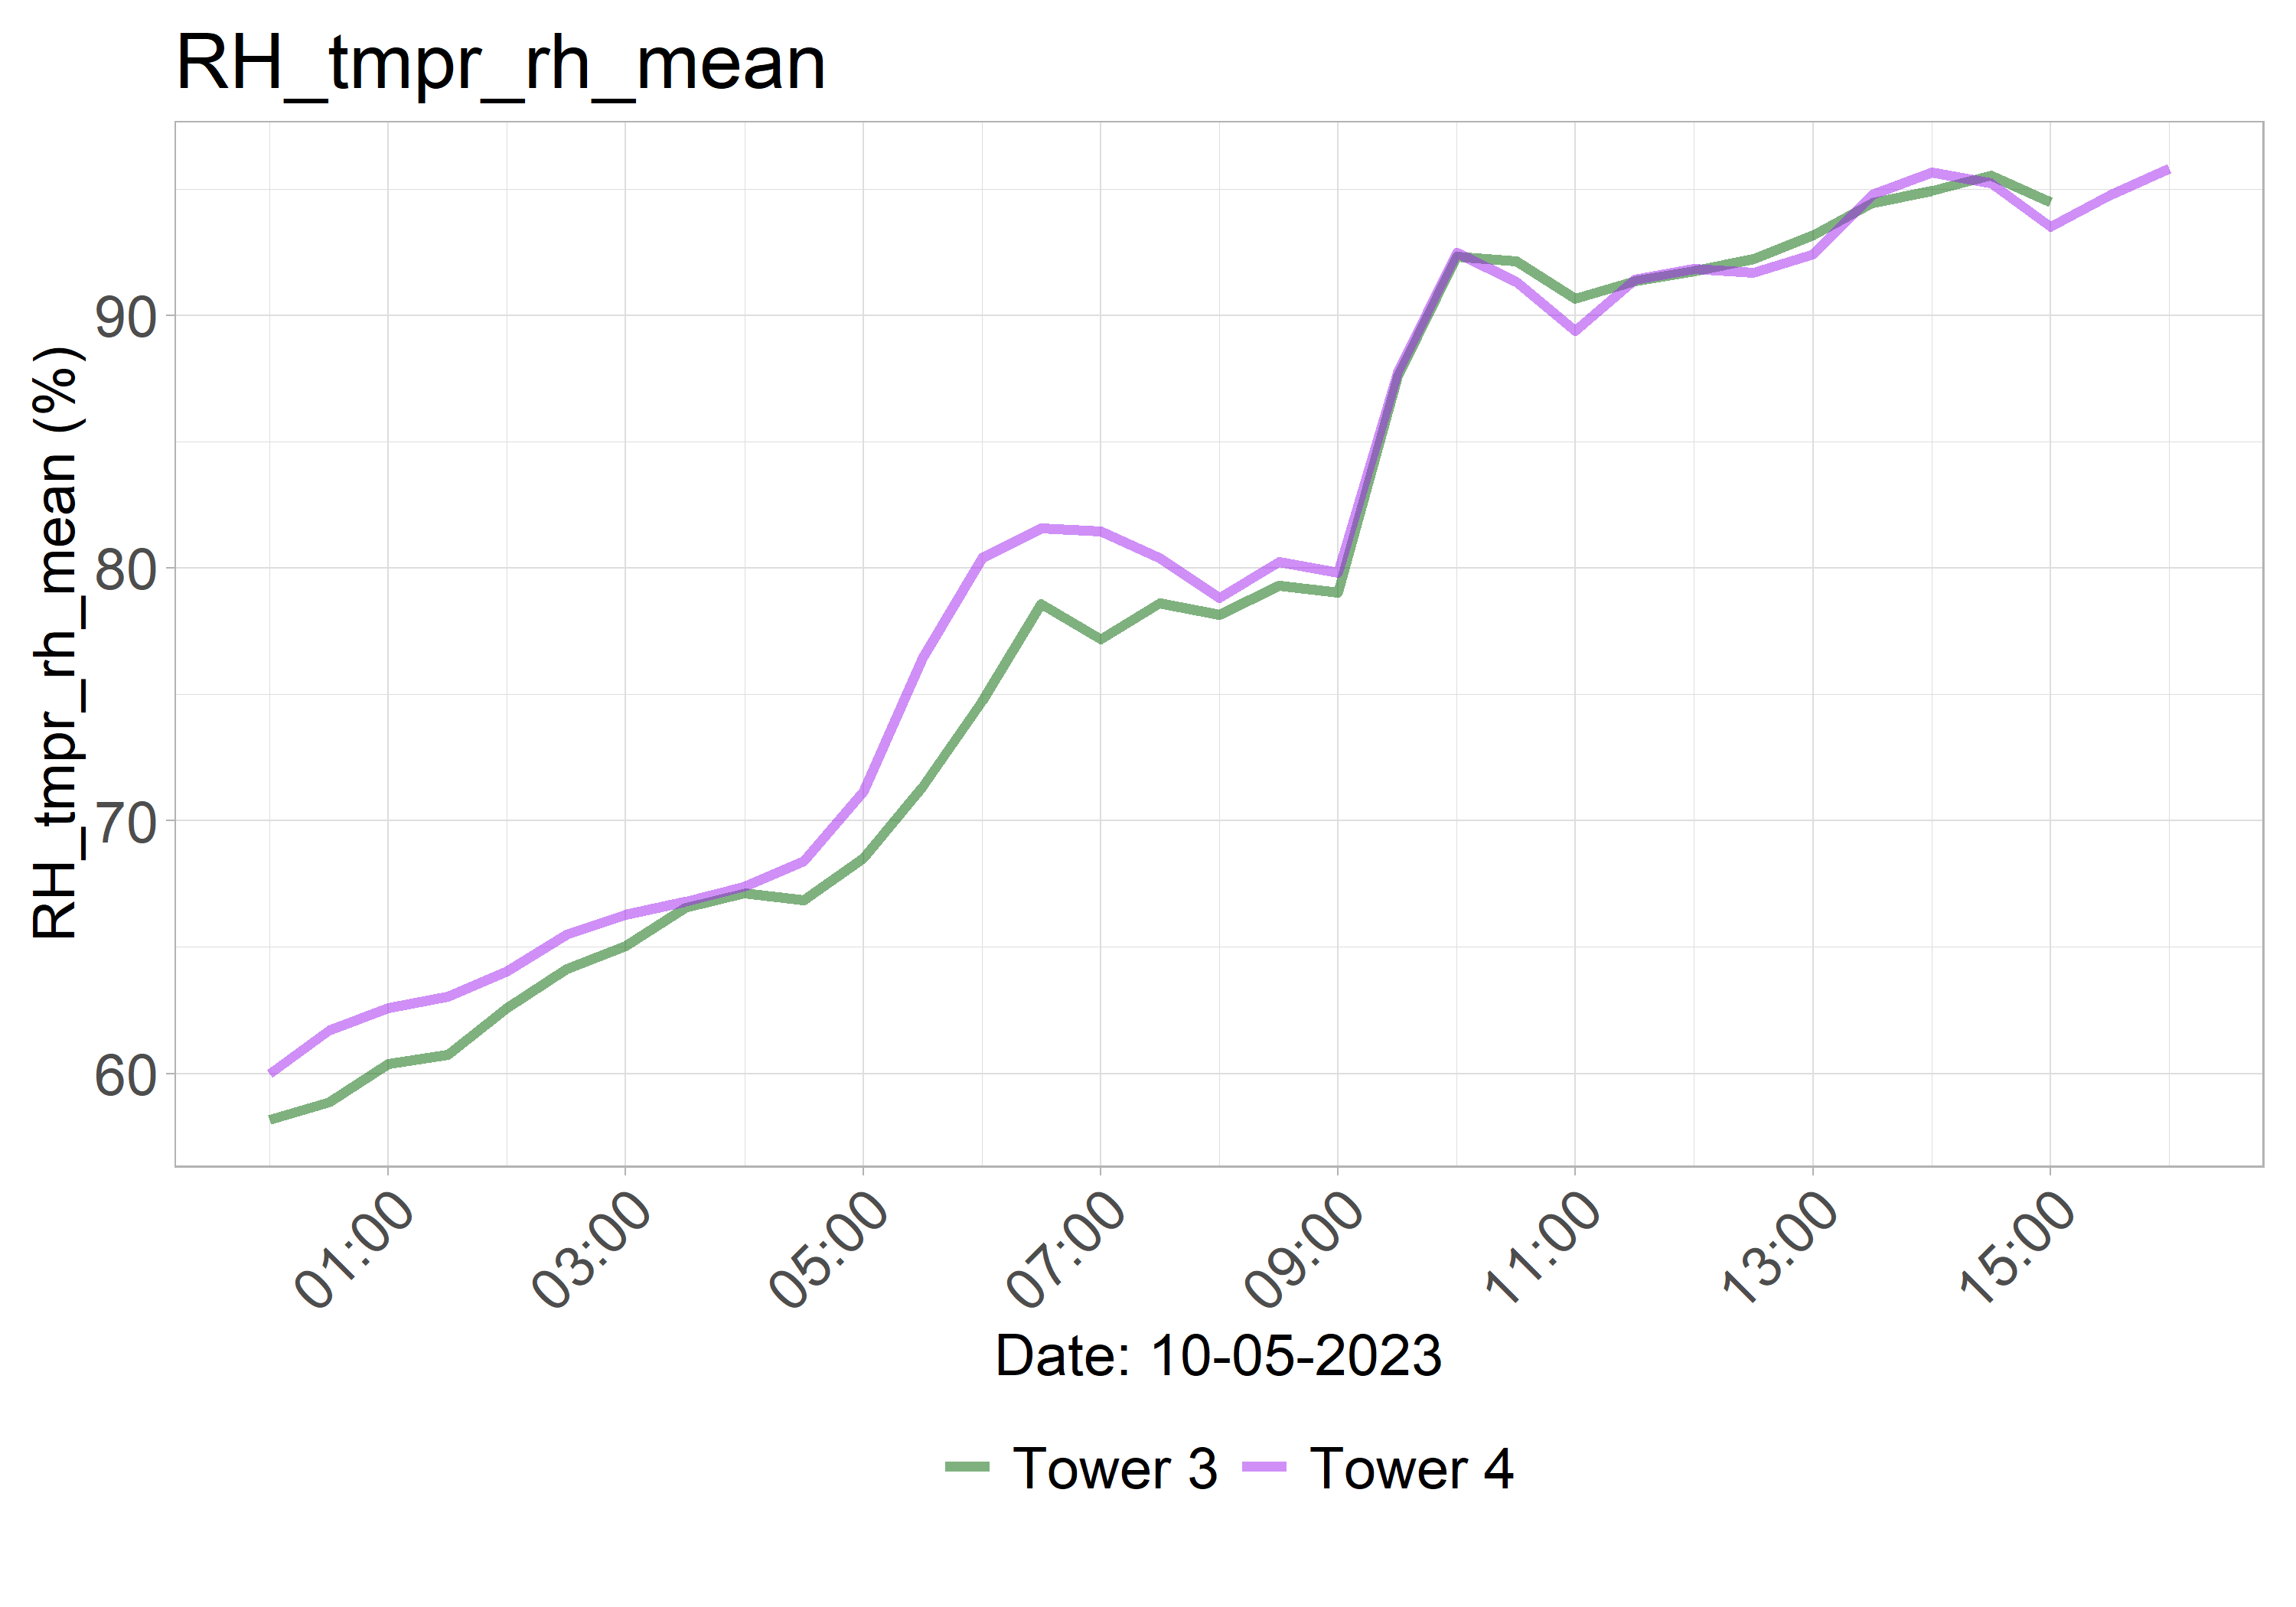 RH_tmpr_rh_mean
RH_tmpr_rh_mean (%)
90
80
70
60
01:00 03:00 05:00 07:00 09:00 11:00 13:00 15:00
Date: 10-05-2023
Tower 3 Tower 4